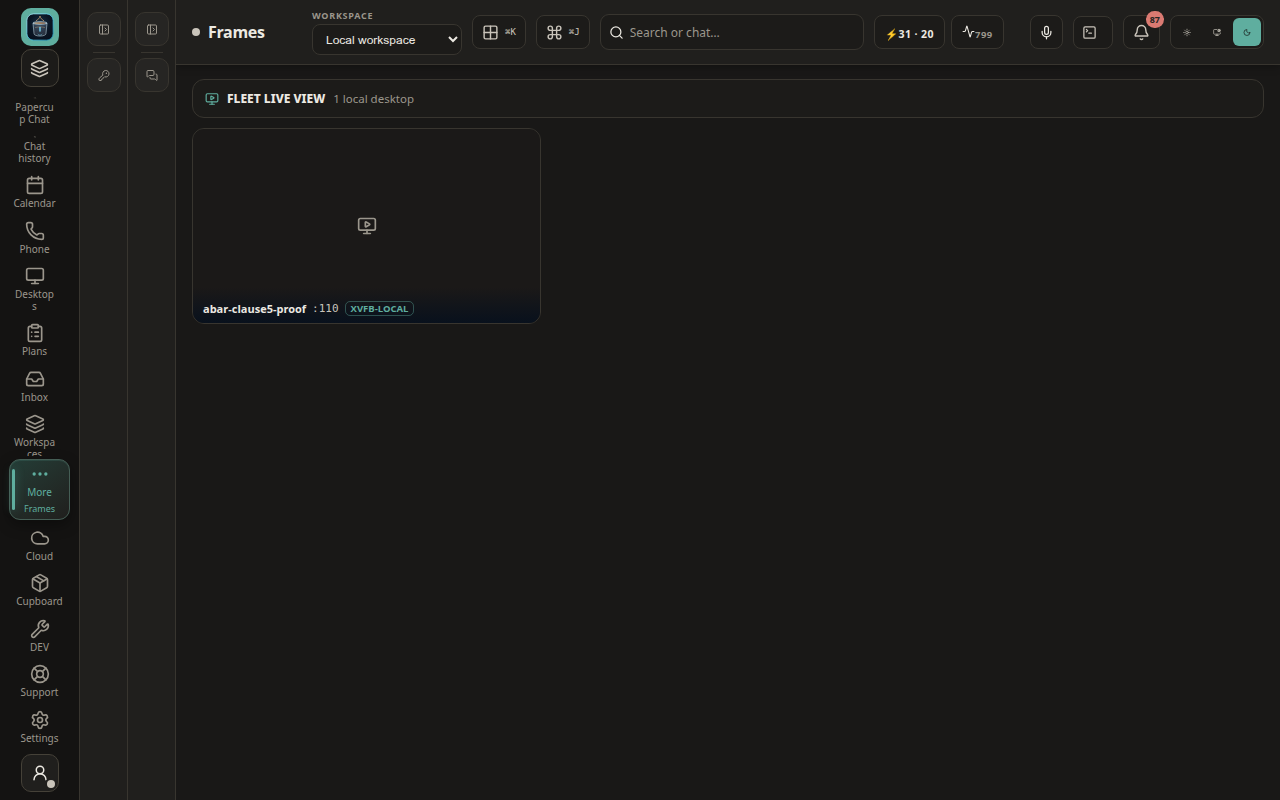 Papercu
p Chat
Chat
history
Calendar
Phone
Desktop
s
Plans
Inbox
Workspa
ces
More
Frames
Cloud
Cupboard
DEV
Support
Settings
Frames
WORKSPACE
Local workspace
⌘K
⌘J
Search or chat...
⚡31 · 20
799
87
FLEET LIVE VIEW 1 local desktop
abar-clause5-proof :110 XVFB-LOCAL